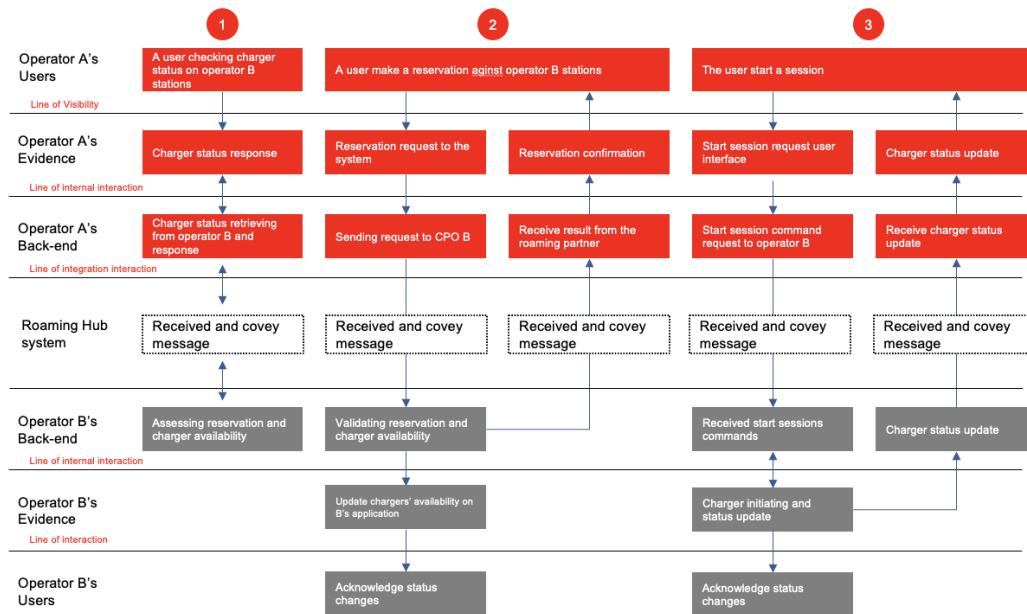 1
2
3
Operator A's
Users
A user checking charger
status on operator B
stations
A user make a reservation aginst operator B stations
The user start a session
Line of Visibility
Operator A's
Evidence
Charger status response
Reservation request to the
system
Reservation confirmation
Start session request user
interface
Charger status update
Line of internal interaction
Operator A's
Back-end
Charger status retrieving
from operator B and
response
Sending request to CPO B
Receive result from the
roaming partner
Start session command
request to operator B
Receive charger status
update
Line of integration interaction
Roaming Hub
system
Received and covey
message
Received and covey
message
Received and covey
message
Received and covey
message
Received and covey
message
Operator B's
Back-end
Assessing reservation and
charger availability
Validating reservation and
charger availability
Received start sessions
commands
Charger status update
Line of internal interaction
Operator B's
Evidence
Update chargers' availability on
B's application
Charger initiating and
status update
Line of interaction
Operator B's
Users
Acknowledge status
changes
Acknowledge status
changes